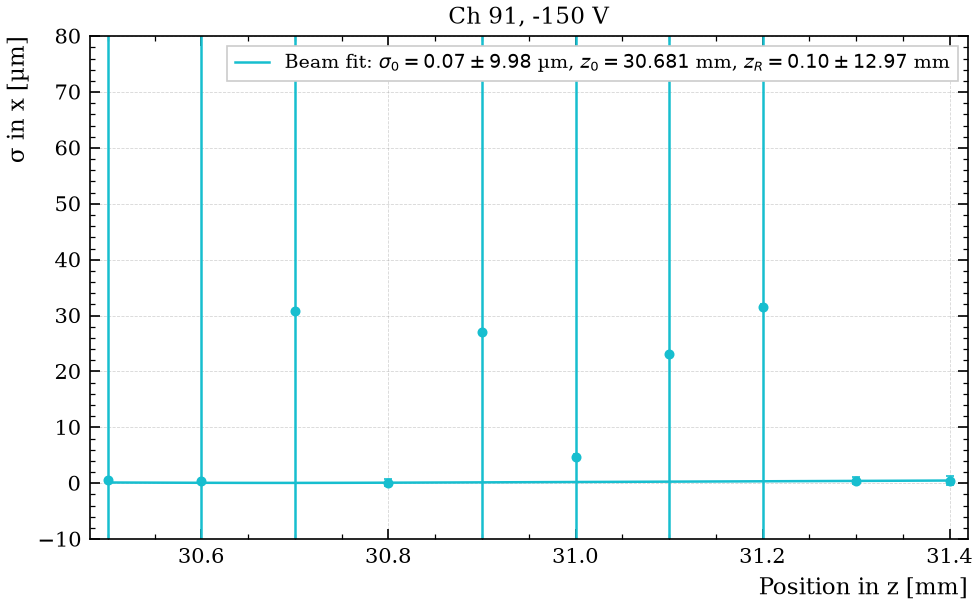 Ch 91, -150 V
σ in x [µm]
Beam fit: σ₀ = 0.07 ± 9.98 µm, z₀ = 30.681 mm, z_R = 0.10 ± 12.97 mm
80
70
60
50
40
30
20
10
0
−10
30.6 30.8 31.0 31.2 31.4
Position in z [mm]